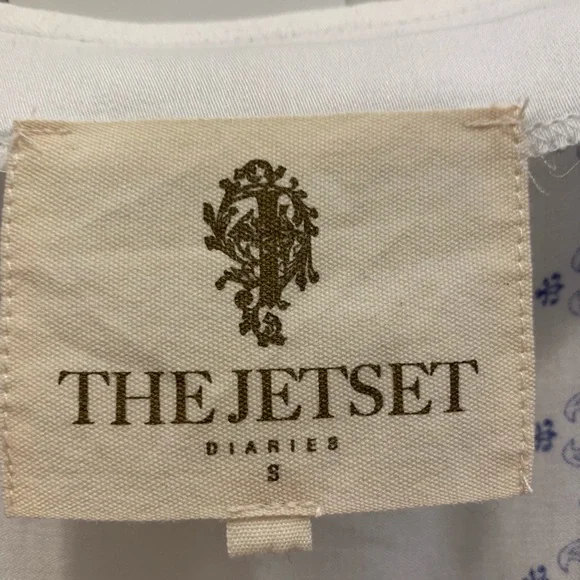 THE JETSET
DIARIES
S